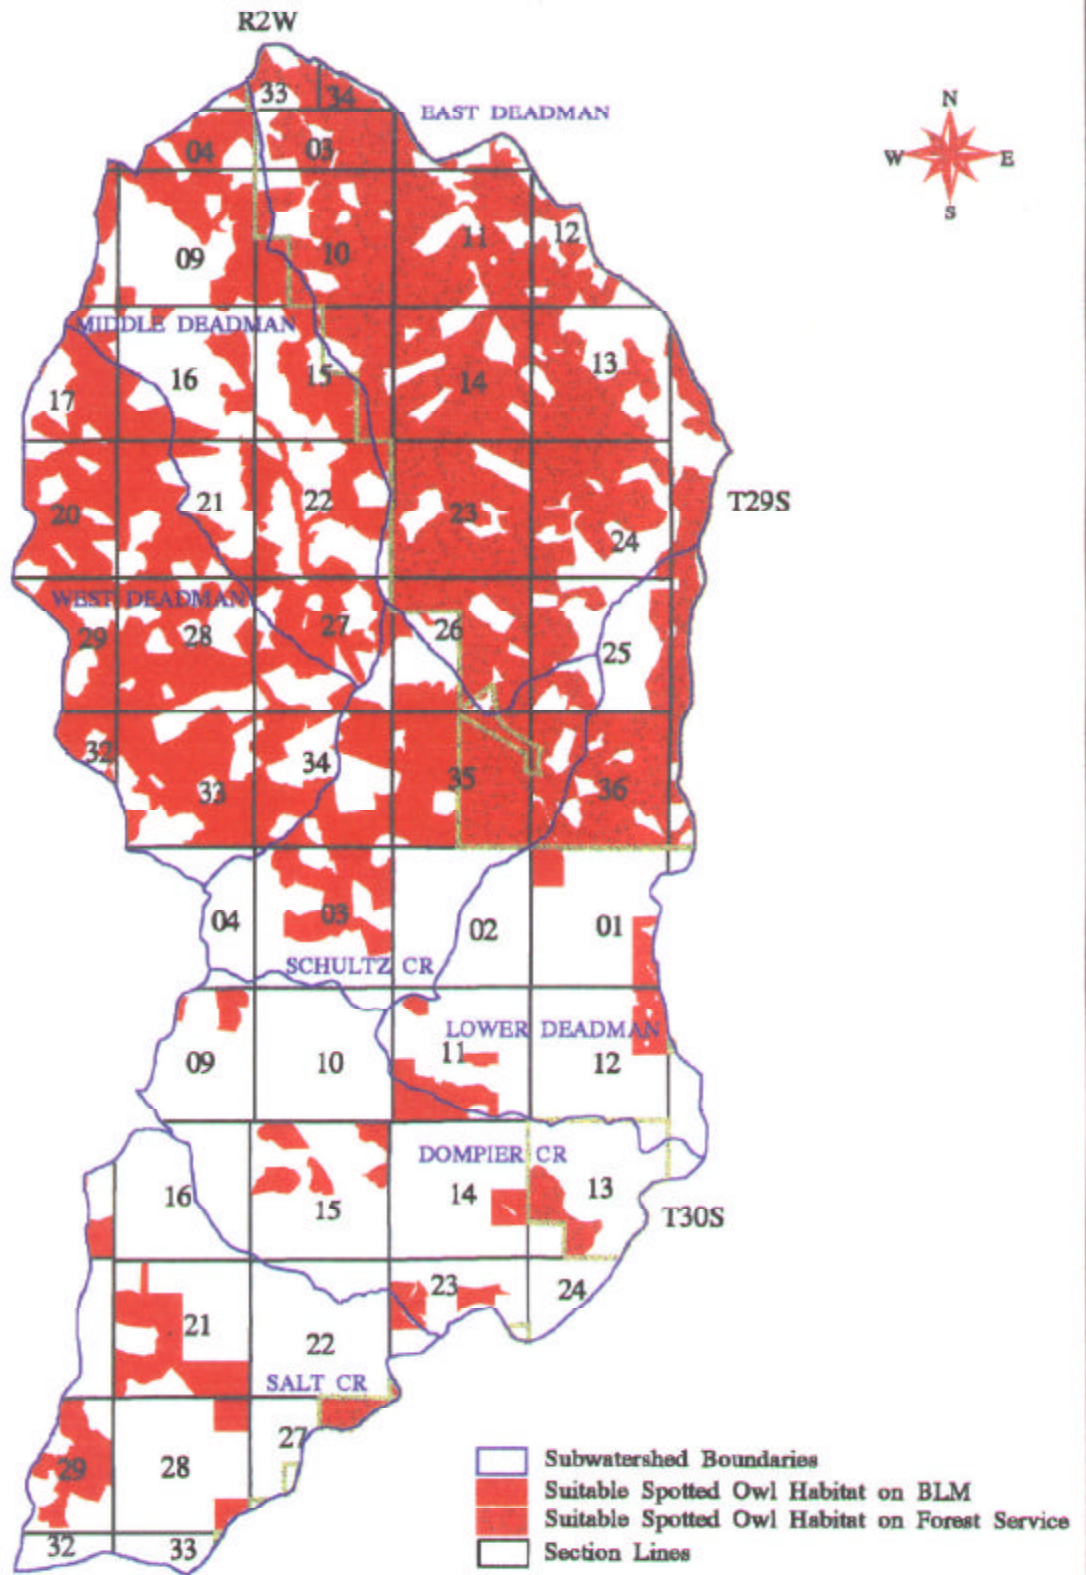 R2W
33 34
EAST DEADMAN
N
W E
S
04 03
09 10 11 12
MIDDLE DEADMAN
17 16 15 14 13
20 21 22 23 24
T29S
WEST DEADMAN
29 28 27 26 25
32 33 34 35 36
04 03 02 01
SCHULTZ CR
LOWER DEADMAN
09 10 11 12
DOMPIER CR
16 15 14 13
T30S
21 22 23 24
SALT CR
29 28 27
32 33
Subwatershed Boundaries
Suitable Spotted Owl Habitat on BLM
Suitable Spotted Owl Habitat on Forest Service
Section Lines